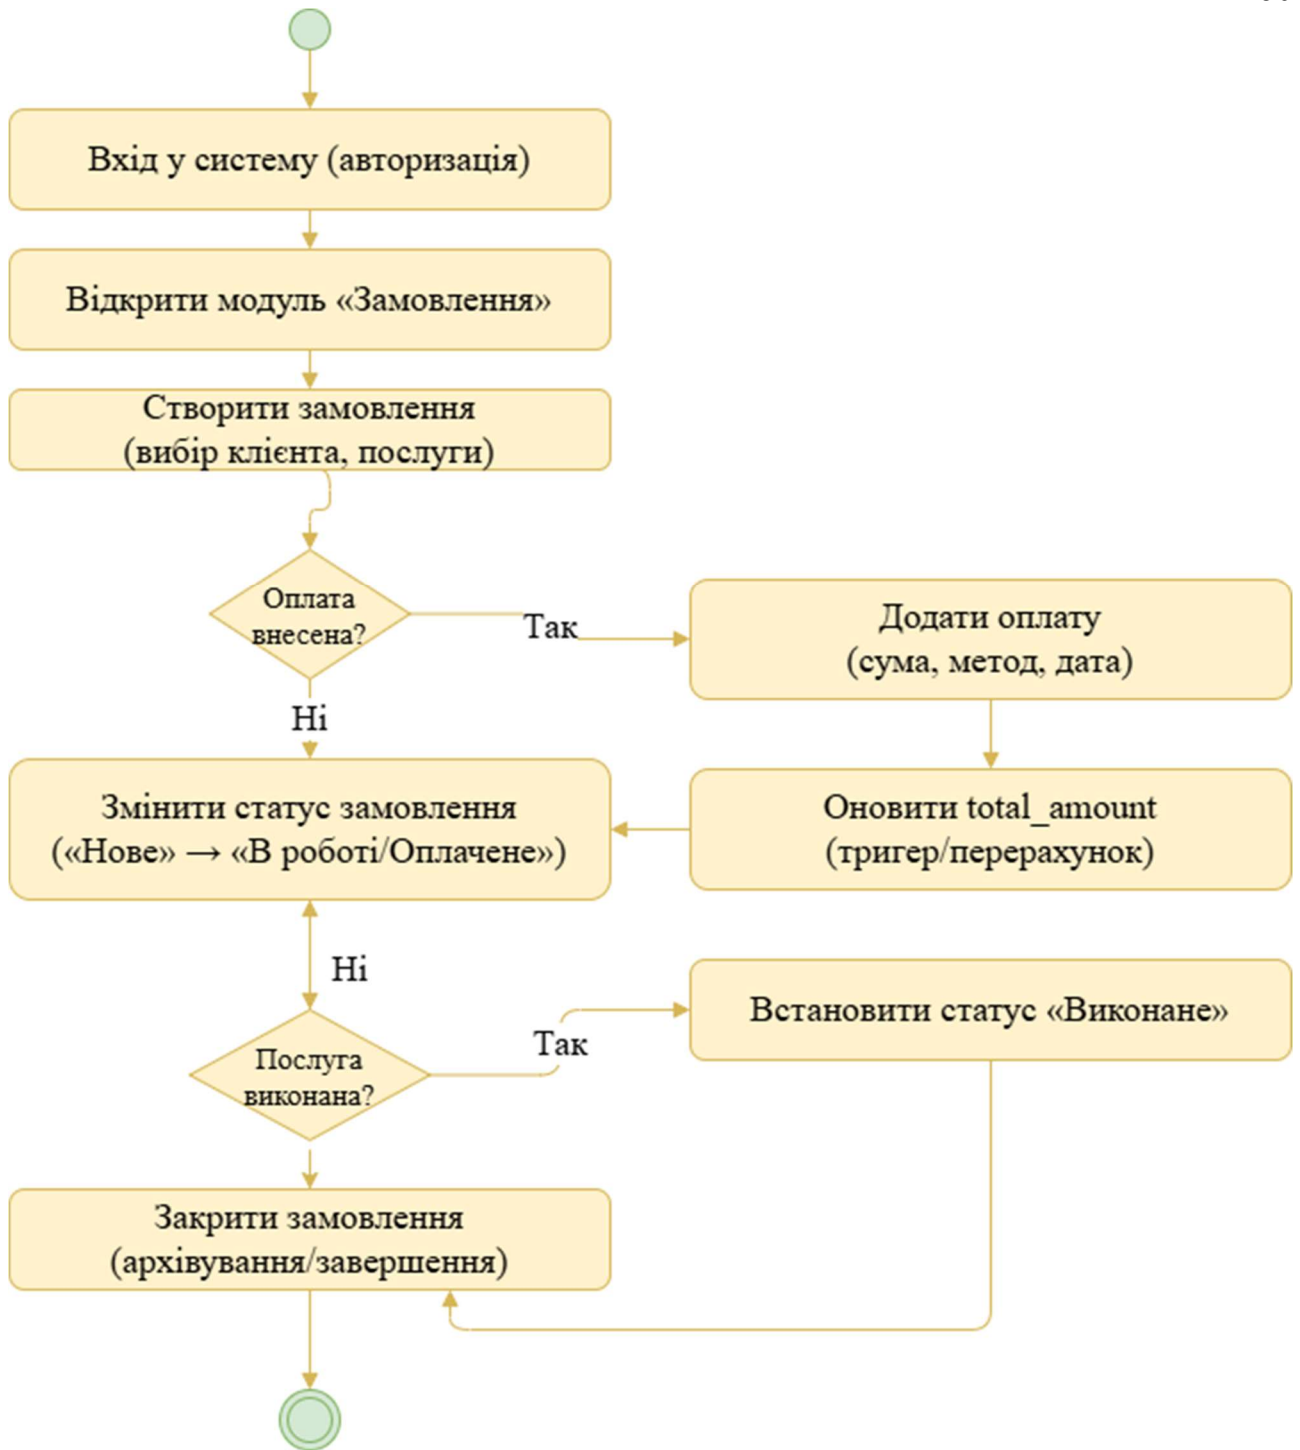 Вхід у систему (авторизація)
Відкрити модуль «Замовлення»
Створити замовлення
(вибір клієнта, послуги)
Оплата
внесена?
Так
Додати оплату
(сума, метод, дата)
Ні
Змінити статус замовлення
(«Нове» → «В роботі/Оплачене»)
Оновити total_amount
(тригер/перерахунок)
Ні
Встановити статус «Виконане»
Так
Послуга
виконана?
Закрити замовлення
(архівування/завершення)